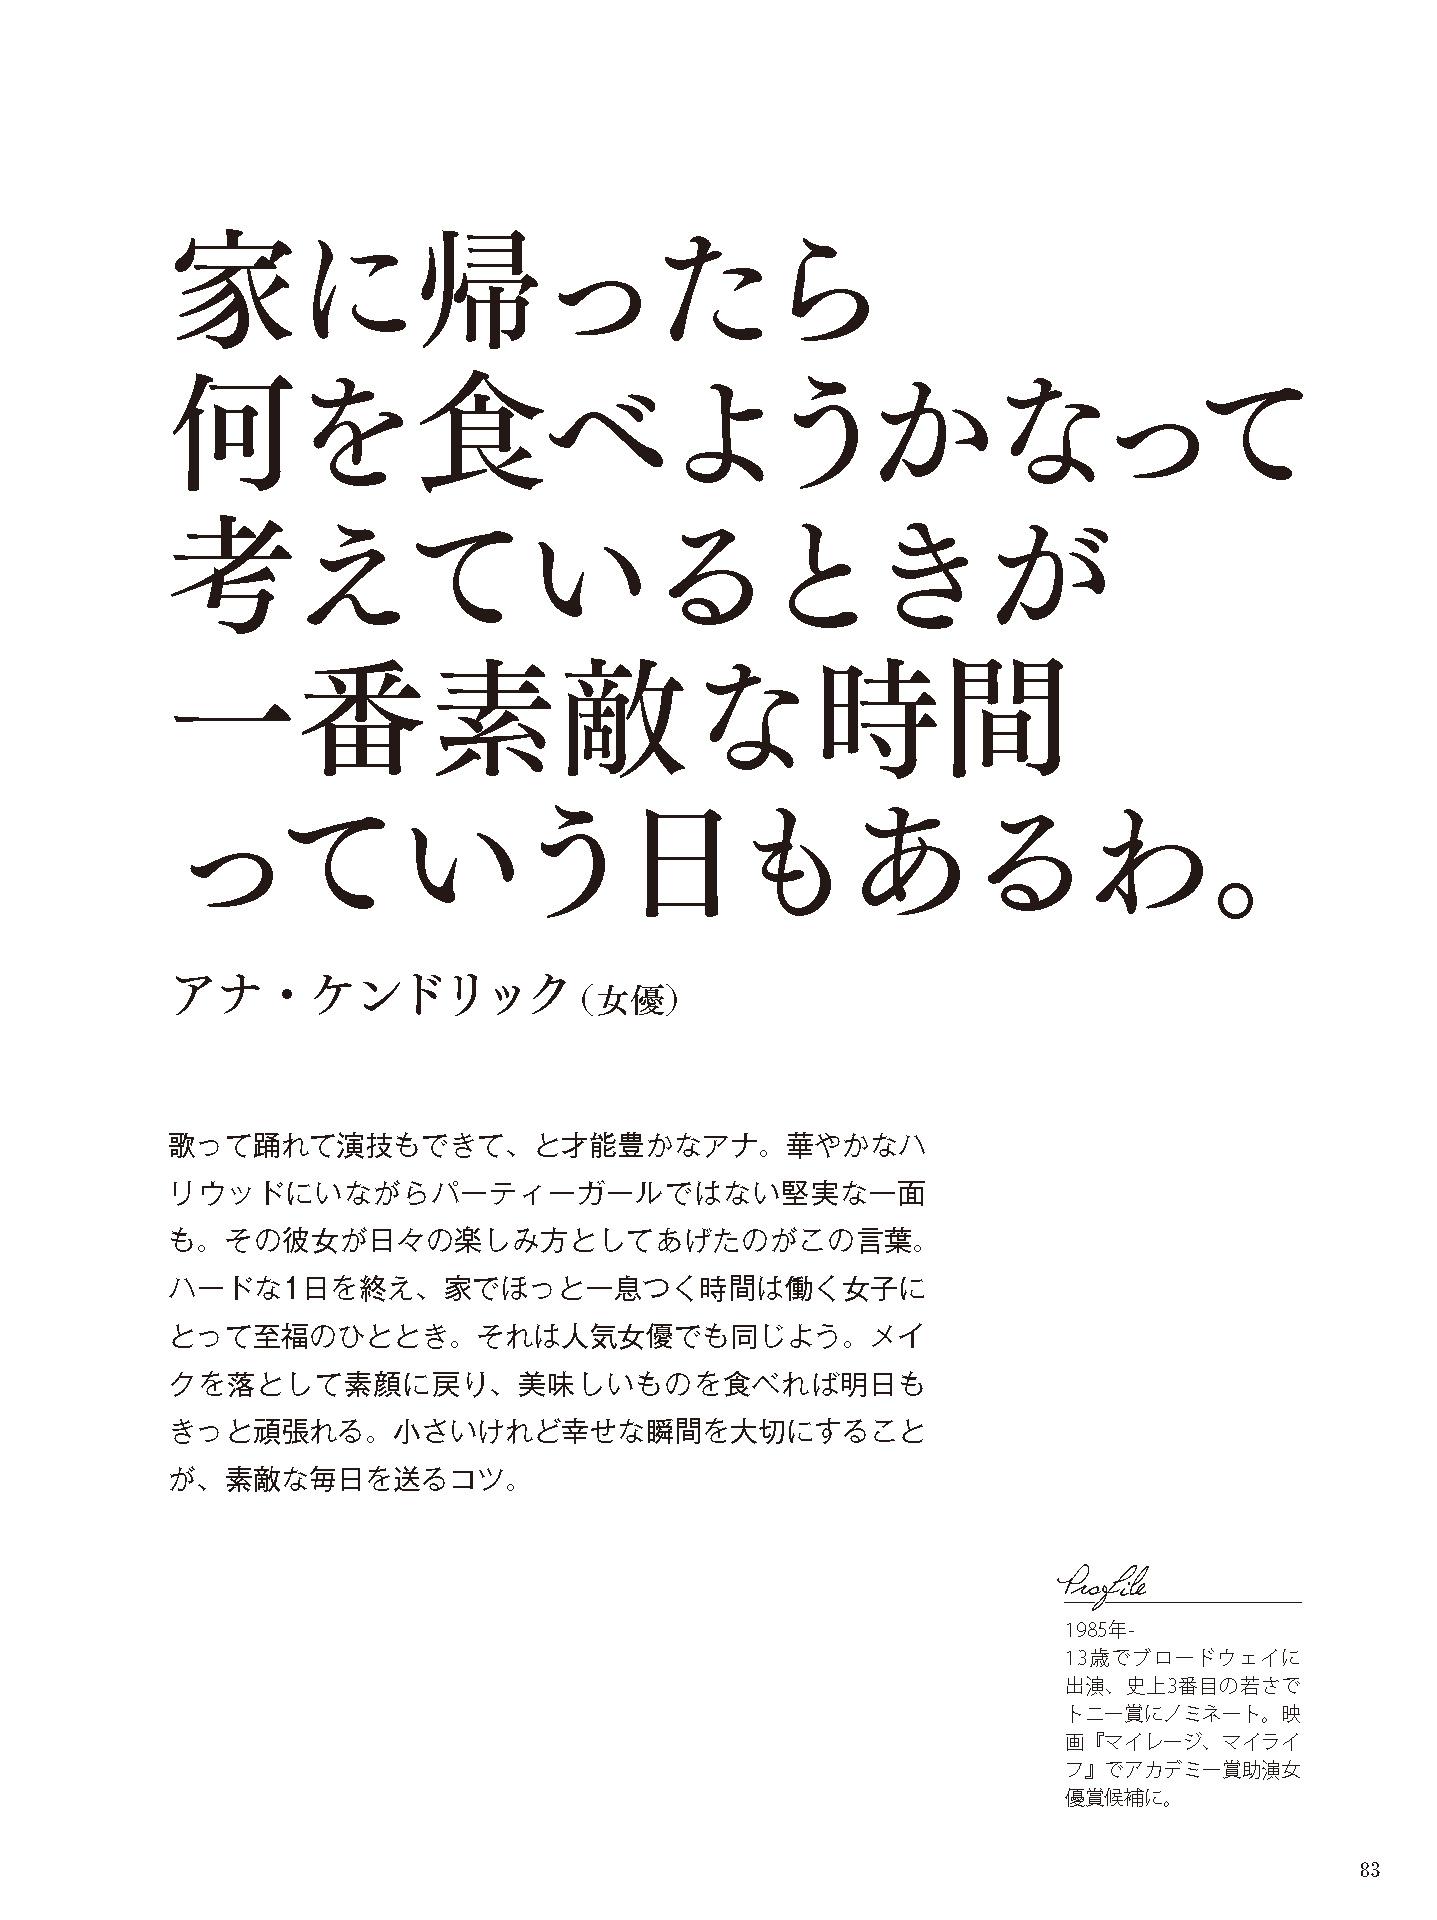 家に帰ったら
何を食べようかなって
考えているときが
一番素敵な時間
っていう日もあるわ。
アナ・ケンドリック（女優）
歌って踊れて演技もできて、と才能豊かなアナ。華やかなハ
リウッドにいながらパーティーガールではない堅実な一面
も。その彼女が日々の楽しみ方としてあげたのがこの言葉。
ハードな1日を終え、家でほっと一息つく時間は働く女子に
とって至福のひととき。それは人気女優でも同じよう。メイ
クを落として素顔に戻り、美味しいものを食べれば明日も
きっと頑張れる。小さいけれど幸せな瞬間を大切にすること
が、素敵な毎日を送るコツ。
Profile
1985年-
13歳でブロードウェイに
出演、史上3番目の若さで
トニー賞にノミネート。映
画『マイレージ、マイライ
フ』でアカデミー賞助演女
優賞候補に。
83